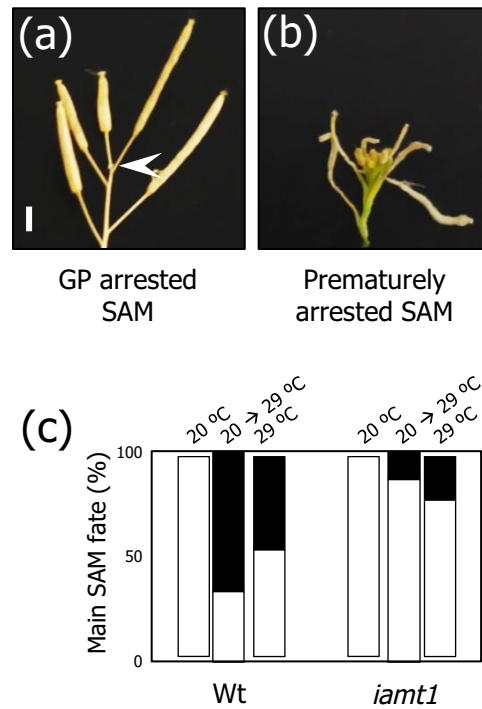 (a)
(b)
GP arrested
SAM
Prematurely
arrested SAM
(c)
20 ºC
20 → 29 ºC
29 ºC
20 ºC
20 → 29 ºC
29 ºC
Main SAM fate (%)
100
50
0
Wt
iamt1